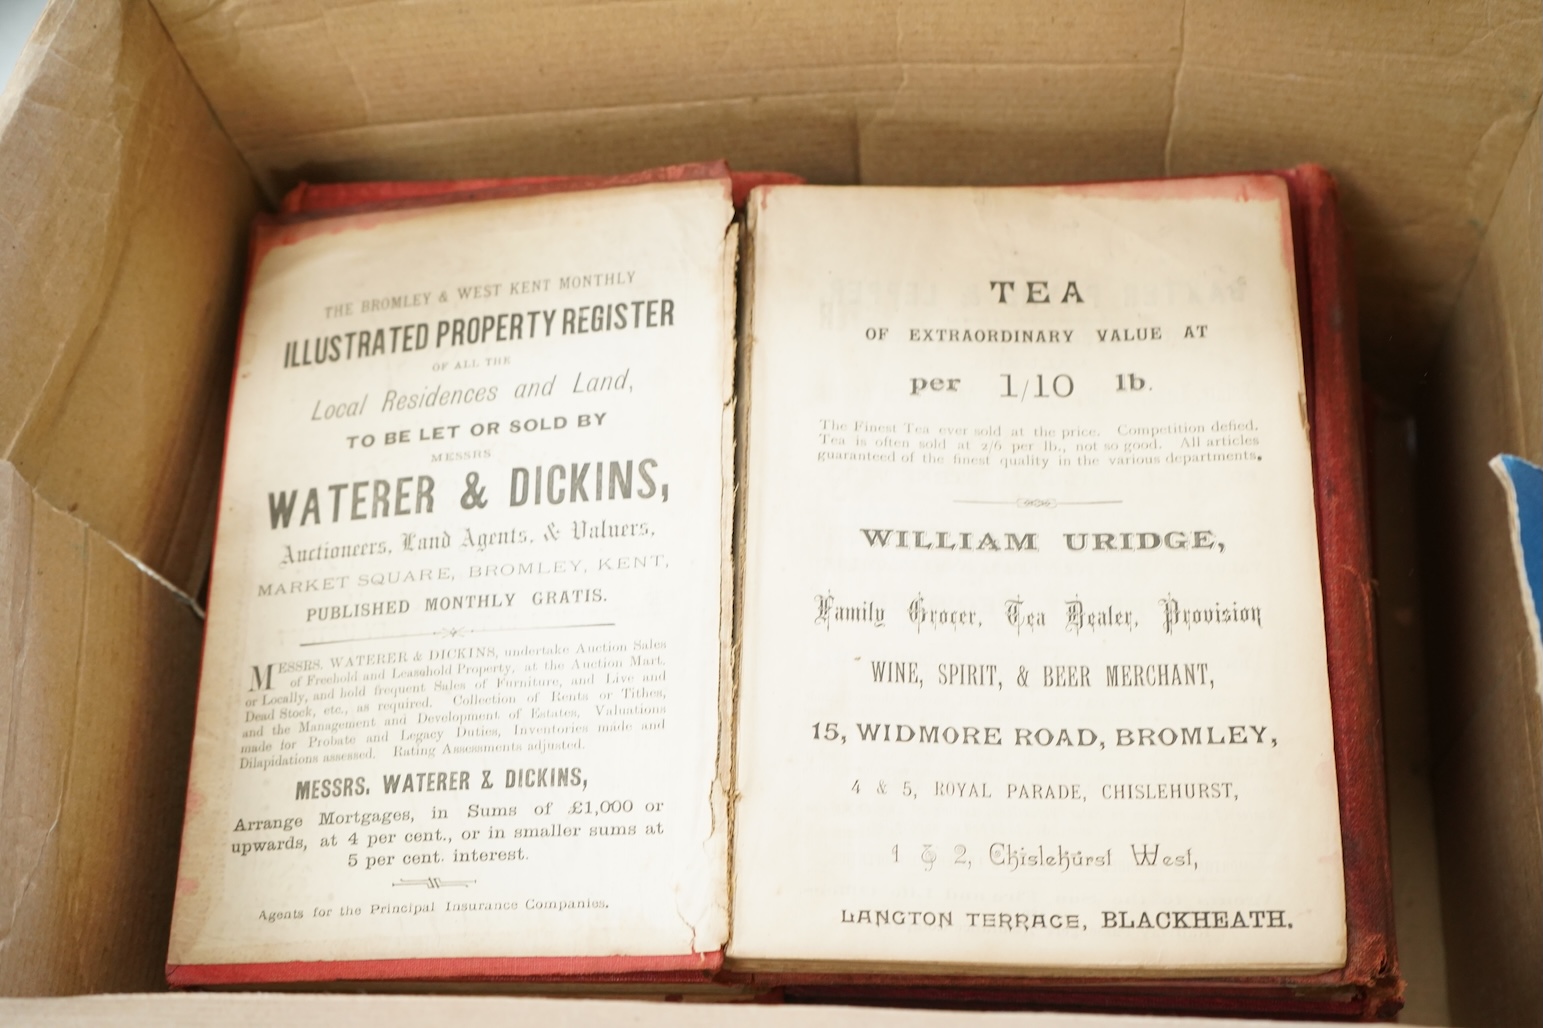 THE BROMLEY & WEST KENT MONTHLY
ILLUSTRATED PROPERTY REGISTER
OF ALL THE
Local Residences and Land,
TO BE LET OR SOLD BY
MESSRS
WATERER & DICKINS,
Auctioneers, Land Agents, & Valuers,
MARKET SQUARE, BROMLEY, KENT,
PUBLISHED MONTHLY GRATIS.
MESSRS. WATERER & DICKINS, undertake Auction Sales
of Freehold and Leasehold Property, at the Auction Mart,
or Locally, and hold frequent Sales of Furniture, and Live and
Dead Stock, etc., as required. Collection of Rents or Tithes,
and the Management and Development of Estates, Valuations
made for Probate and Legacy Duties, Inventories made and
Dilapidations assessed. Rating Assessments adjusted.
MESSRS. WATERER & DICKINS,
Arrange Mortgages, in Sums of £1,000 or
upwards, at 4 per cent., or in smaller sums at
5 per cent. interest.
Agents for the Principal Insurance Companies.
TEA
OF EXTRAORDINARY VALUE AT
per 1/10 lb.
The Finest Tea ever sold at the price. Competition defied.
Tea is often sold at 2/6 per lb., not so good. All articles
guaranteed of the finest quality in the various departments.
WILLIAM URIDGE,
Family Grocer, Tea Dealer, Provision
WINE, SPIRIT, & BEER MERCHANT,
15, WIDMORE ROAD, BROMLEY,
4 & 5, ROYAL PARADE, CHISLEHURST,
1 & 2, Chislehurst West,
LANGTON TERRACE, BLACKHEATH.